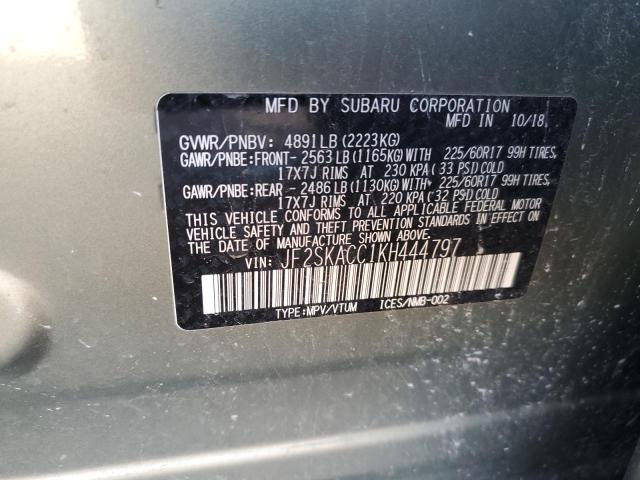 MFD BY SUBARU CORPORATION
MFD IN 10/18
GVWR/PNBV: 4891LB (2223KG)
GAWR/PNBE:FRONT- 2563 LB (1165KG) WITH 225/60R17 99H TIRES,
17X7J RIMS AT 230 KPA (33 PSI) COLD
GAWR/PNBE:REAR - 2486 LB (1130KG) WITH 225/60R17 99H TIRES,
17X7J RIMS AT 220 KPA (32 PSI) COLD
THIS VEHICLE CONFORMS TO ALL APPLICABLE FEDERAL MOTOR
VEHICLE SAFETY AND THEFT PREVENTION STANDARDS IN EFFECT ON
THE DATE OF MANUFACTURE SHOWN ABOVE.
VIN: JF2SKACC1KH444797
TYPE:MPV/VTUM ICES/NMB-002